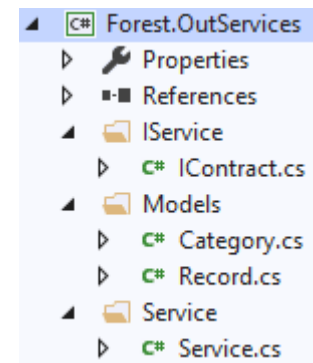 C# Forest.OutServices
Properties
References
IService
C# IContract.cs
Models
C# Category.cs
C# Record.cs
Service
C# Service.cs